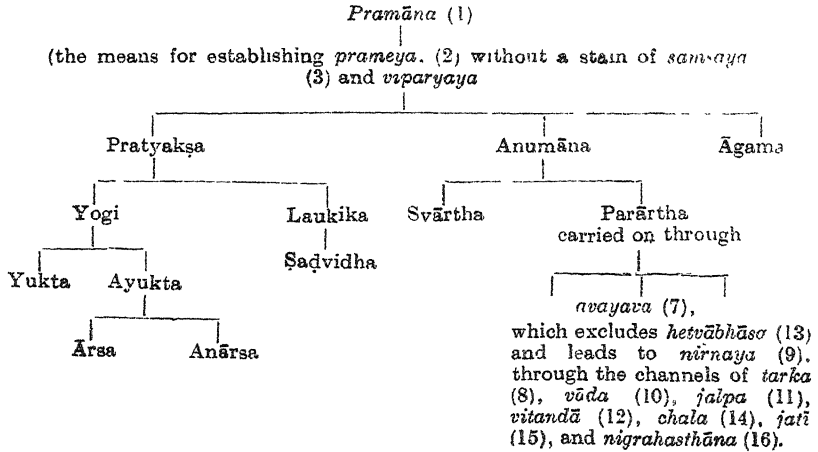 Pramāna (1)
(the means for establishing prameya. (2) without a stain of samsaya
(3) and viparyaya
Pratyakṣa Anumāna Āgama
Yogi Laukika Svārtha Parārtha
carried on through
Ṣaḍvidha
Yukta Ayukta
avayava (7),
Ārsa Anārsa
which excludes hetvābhāsa (13)
and leads to nirnaya (9).
through the channels of tarka
(8), vāda (10), jalpa (11),
vitandā (12), chala (14), jati
(15), and nigrahasthāna (16).